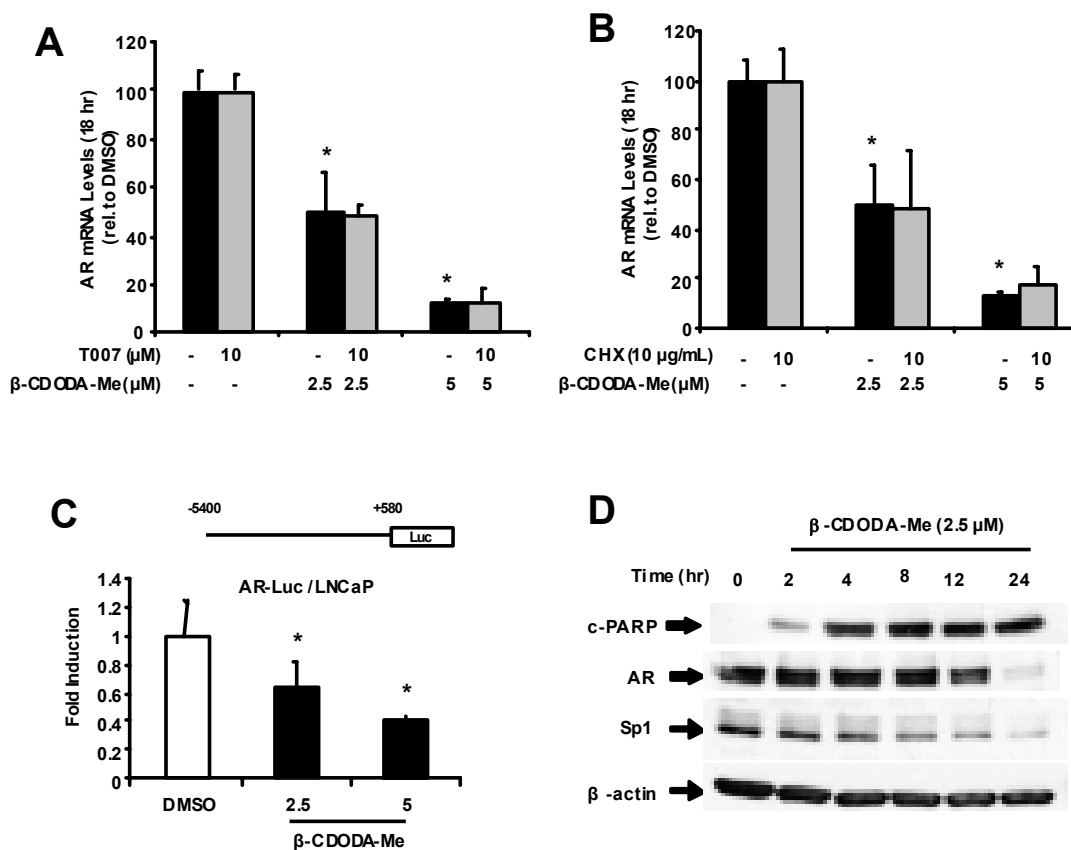 A
120
100
80
60
40
20
0
AR mRNA Levels (18 hr)
(rel. to DMSO)
*
*
T007 (µM) - 10 - 10 - 10
β-CDODA-Me (µM) - - 2.5 2.5 5 5
B
120
100
80
60
40
20
0
AR mRNA Levels (18 hr)
(rel. to DMSO)
*
*
CHX (10 µg/mL) - 10 - 10 - 10
β-CDODA-Me (µM) - - 2.5 2.5 5 5
C
-5400 +580
Luc
AR-Luc / LNCaP
1.4
1.2
1
0.8
0.6
0.4
0.2
0
Fold Induction
*
*
DMSO 2.5 5
β-CDODA-Me
D
β-CDODA-Me (2.5 µM)
Time (hr) 0 2 4 8 12 24
c-PARP
AR
Sp1
β-actin